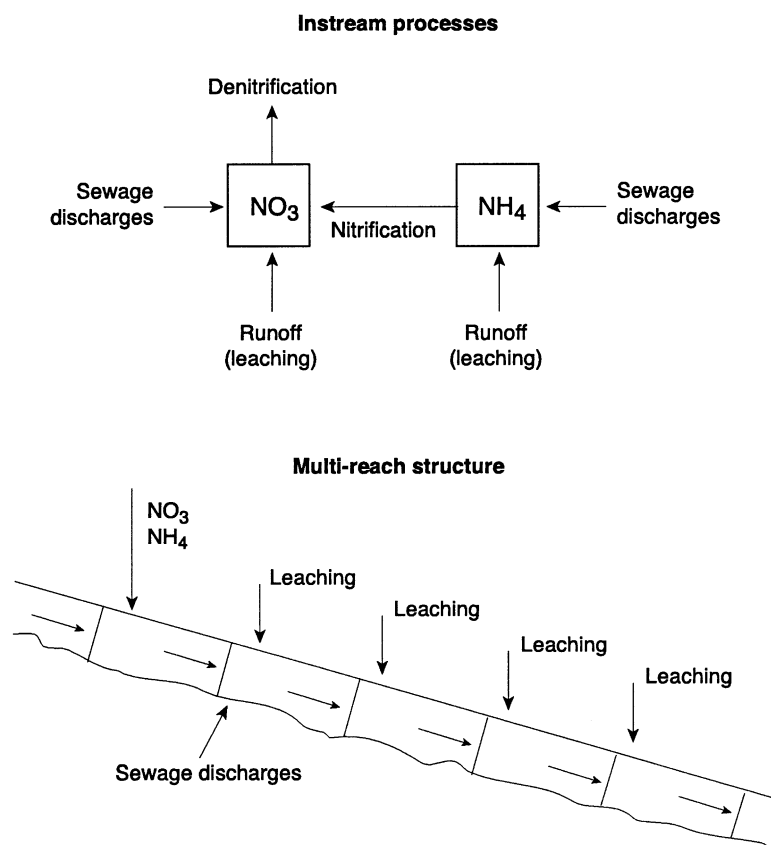 Instream processes
Denitrification
Sewage
discharges
NO3
Nitrification
NH4
Sewage
discharges
Runoff
(leaching)
Runoff
(leaching)
Multi-reach structure
NO3
NH4
Leaching
Leaching
Leaching
Leaching
Sewage discharges